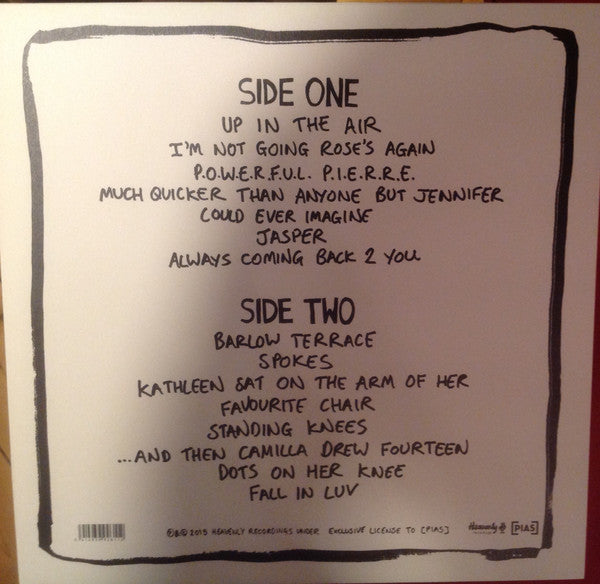 SIDE ONE
UP IN THE AIR
I'M NOT GOING ROSE'S AGAIN
P.O.W.E.R.F.U.L. P.I.E.R.R.E.
MUCH QUICKER THAN ANYONE BUT JENNIFER
COULD EVER IMAGINE
JASPER
ALWAYS COMING BACK 2 YOU
SIDE TWO
BARLOW TERRACE
SPOKES
KATHLEEN SAT ON THE ARM OF HER
FAVOURITE CHAIR
STANDING KNEES
...AND THEN CAMILLA DREW FOURTEEN
DOTS ON HER KNEE
FALL IN LUV
℗&© 2015 HEAVENLY RECORDINGS UNDER EXCLUSIVE LICENSE TO [PIAS] Heavenly [PIAS]